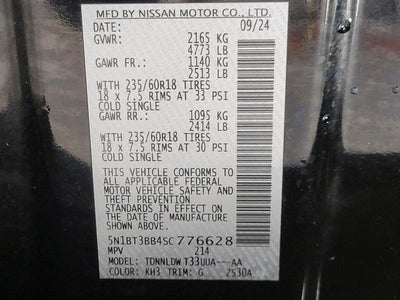 MFD BY NISSAN MOTOR CO., LTD.
DATE: 09/24
GVWR: 2165 KG
4773 LB
GAWR FR.: 1140 KG
2513 LB
WITH 235/60R18 TIRES
18 x 7.5 RIMS AT 33 PSI
COLD SINGLE
GAWR RR.: 1095 KG
2414 LB
WITH 235/60R18 TIRES
18 x 7.5 RIMS AT 30 PSI
COLD SINGLE
THIS VEHICLE CONFORMS TO
ALL APPLICABLE FEDERAL
MOTOR VEHICLE SAFETY AND
THEFT PREVENTION
STANDARDS IN EFFECT ON
THE DATE OF MANUFACTURE
SHOWN ABOVE.
5N1BT3BB4SC776628
MPV 214
MODEL: TDNNLDW T33UUA---AA
COLOR: KH3 TRIM: G 2S30A